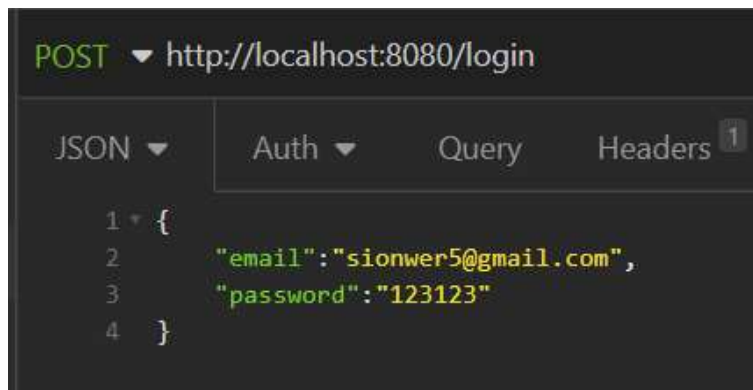 POST http://localhost:8080/login
JSON Auth Query Headers 1
1 {
2 "email":"sionwer5@gmail.com",
3 "password":"123123"
4 }